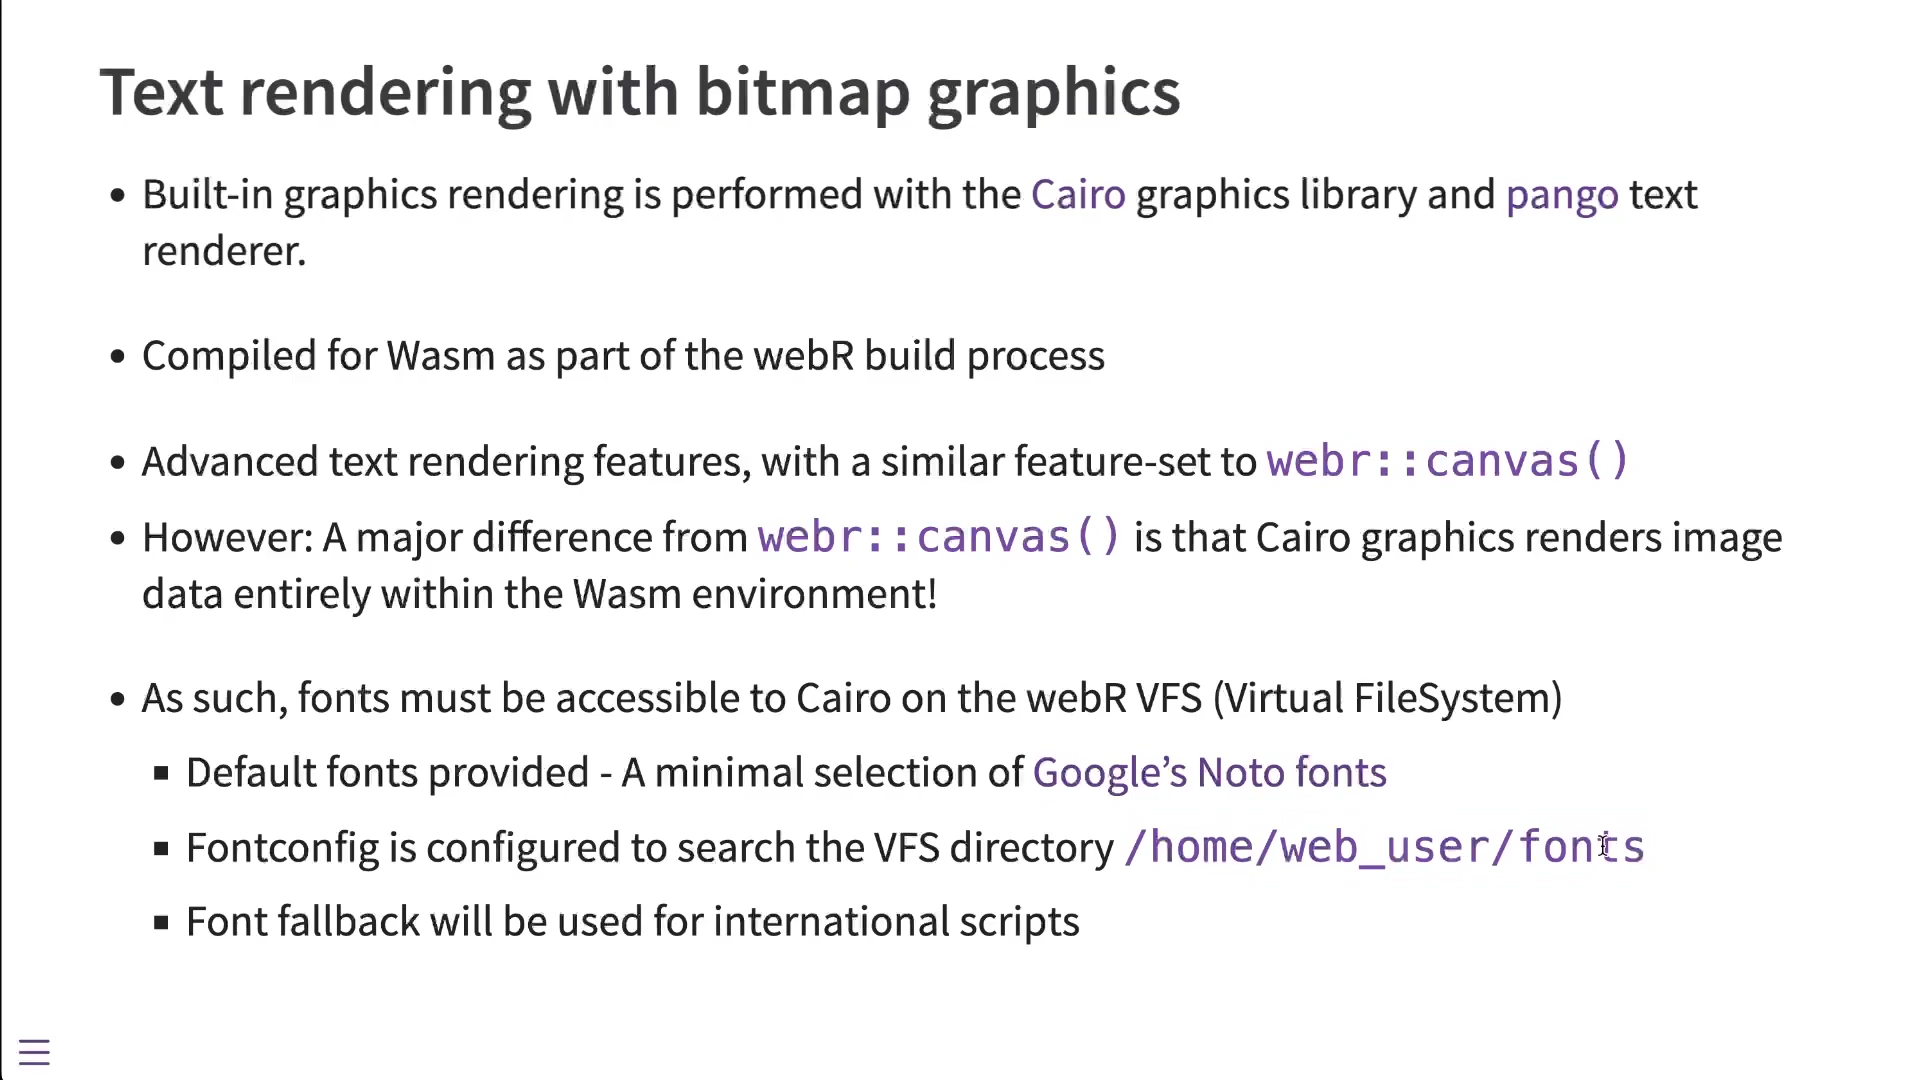 Text rendering with bitmap graphics
• Built-in graphics rendering is performed with the Cairo graphics library and pango text
renderer.
• Compiled for Wasm as part of the webR build process
• Advanced text rendering features, with a similar feature-set to webr::canvas()
• However: A major difference from webr::canvas() is that Cairo graphics renders image
data entirely within the Wasm environment!
• As such, fonts must be accessible to Cairo on the webR VFS (Virtual FileSystem)
▪ Default fonts provided - A minimal selection of Google’s Noto fonts
▪ Fontconfig is configured to search the VFS directory /home/web_user/fonts
▪ Font fallback will be used for international scripts